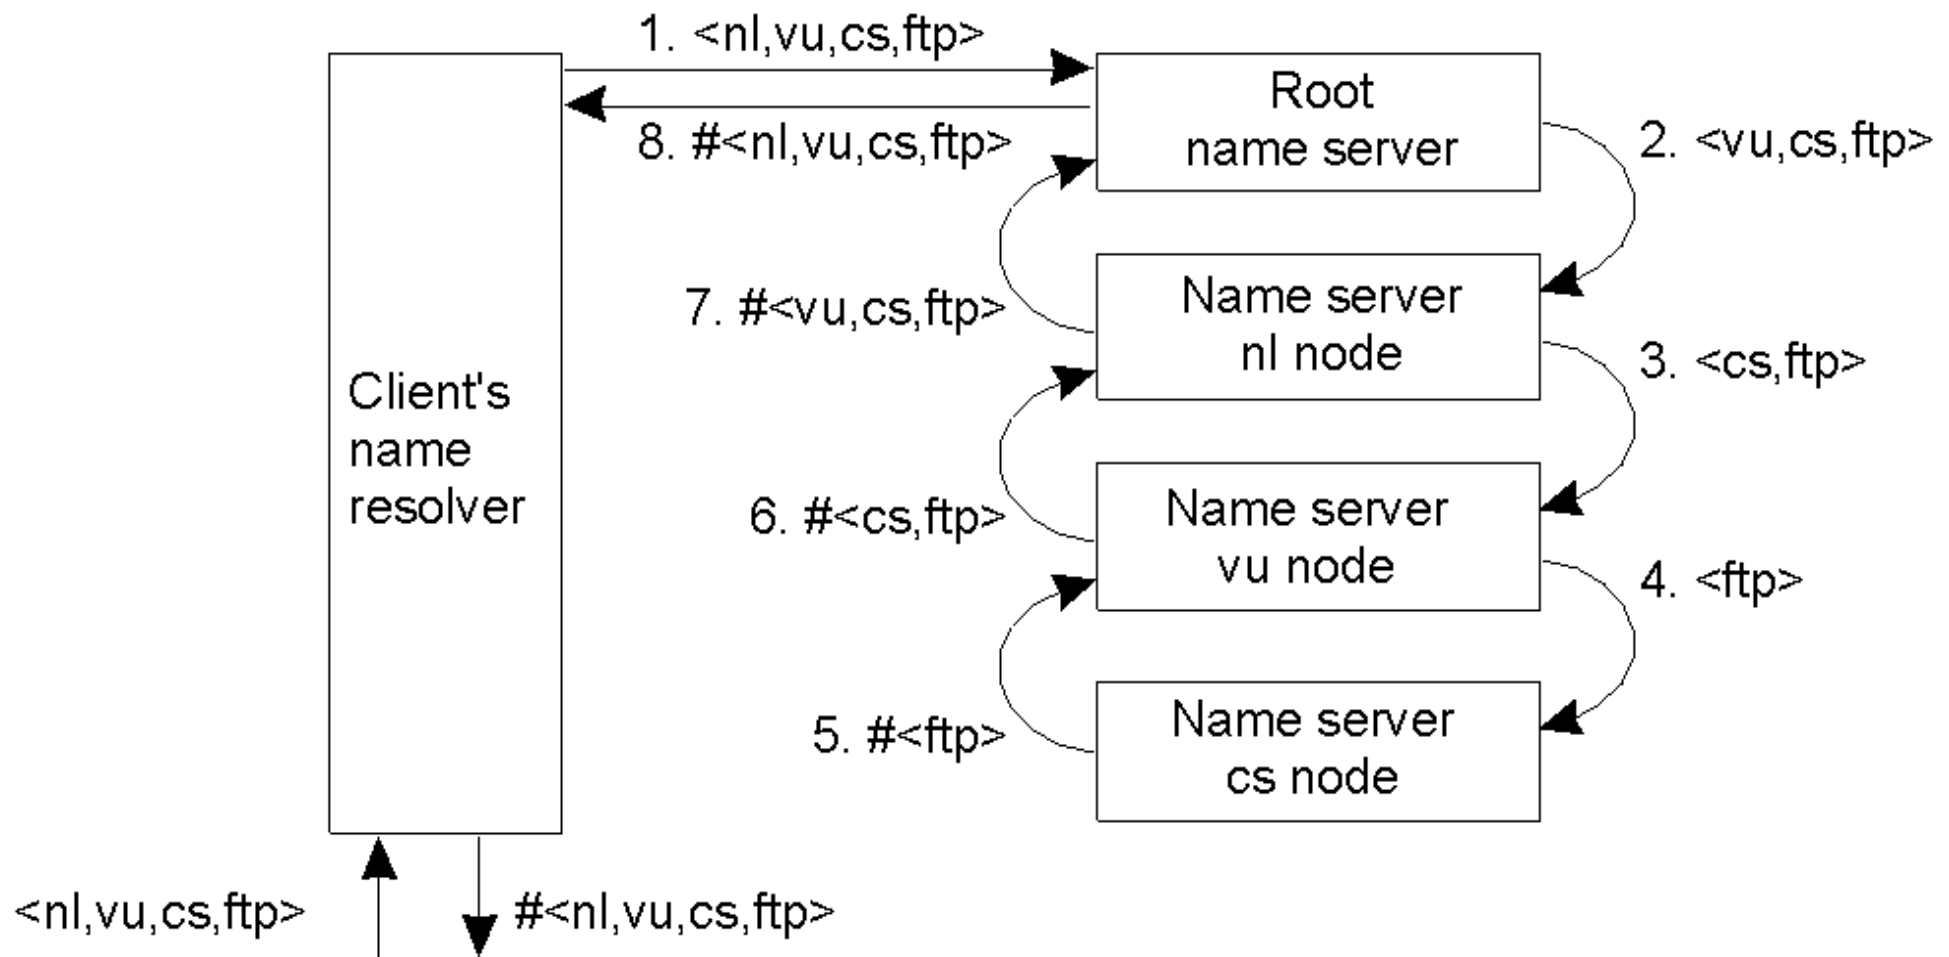 1. <nl,vu,cs,ftp>
Root
name server
8. #<nl,vu,cs,ftp>
2. <vu,cs,ftp>
Name server
nl node
7. #<vu,cs,ftp>
3. <cs,ftp>
Client's
name
resolver
Name server
vu node
6. #<cs,ftp>
4. <ftp>
Name server
cs node
5. #<ftp>
<nl,vu,cs,ftp>
#<nl,vu,cs,ftp>